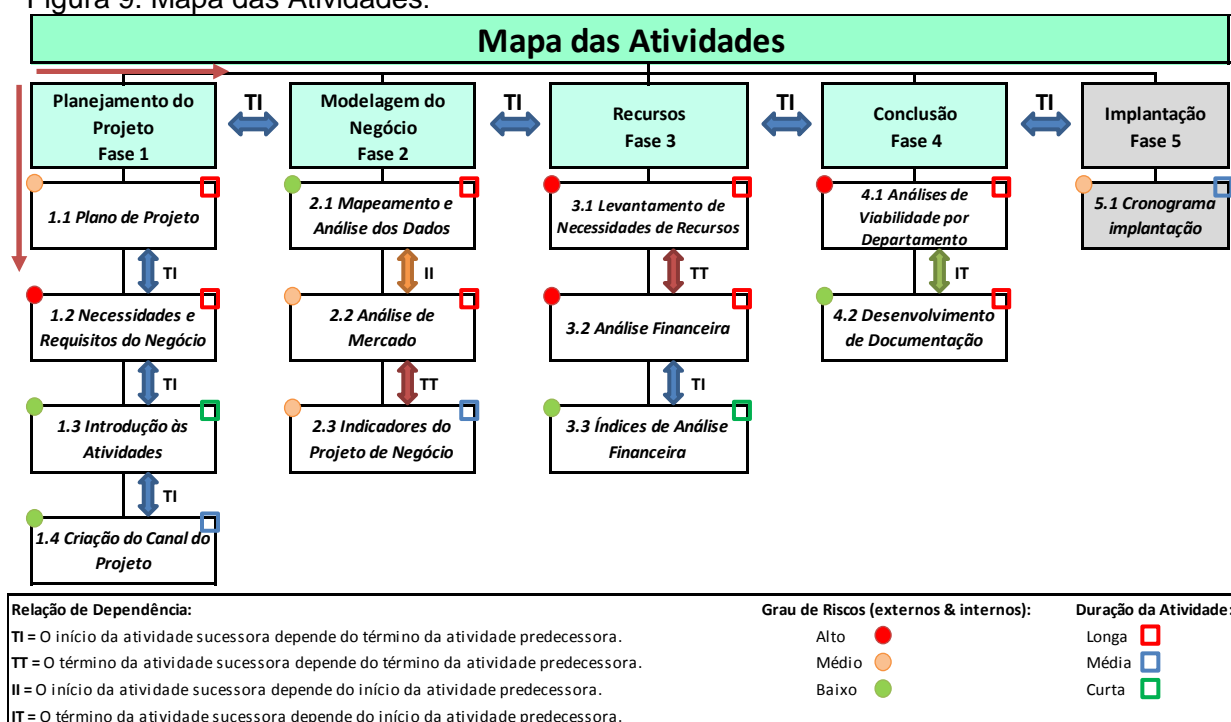 Figura 9: Mapa das Atividades.
Mapa das Atividades
Planejamento do
Projeto
Fase 1
TI
Modelagem do
Negócio
Fase 2
TI
Recursos
Fase 3
TI
Conclusão
Fase 4
TI
Implantação
Fase 5
1.1 Plano de Projeto
TI
1.2 Necessidades e
Requisitos do Negócio
TI
1.3 Introdução às
Atividades
TI
1.4 Criação do Canal do
Projeto
2.1 Mapeamento e
Análise dos Dados
II
2.2 Análise de
Mercado
TT
2.3 Indicadores do
Projeto de Negócio
3.1 Levantamento de
Necessidades de Recursos
TT
3.2 Análise Financeira
TI
3.3 Índices de Análise
Financeira
4.1 Análises de
Viabilidade por
Departamento
IT
4.2 Desenvolvimento
de Documentação
5.1 Cronograma
implantação
Relação de Dependência:
TI = O início da atividade sucessora depende do término da atividade predecessora.
TT = O término da atividade sucessora depende do término da atividade predecessora.
II = O início da atividade sucessora depende do início da atividade predecessora.
IT = O término da atividade sucessora depende do início da atividade predecessora.
Grau de Riscos (externos & internos):
Alto
Médio
Baixo
Duração da Atividade:
Longa
Média
Curta